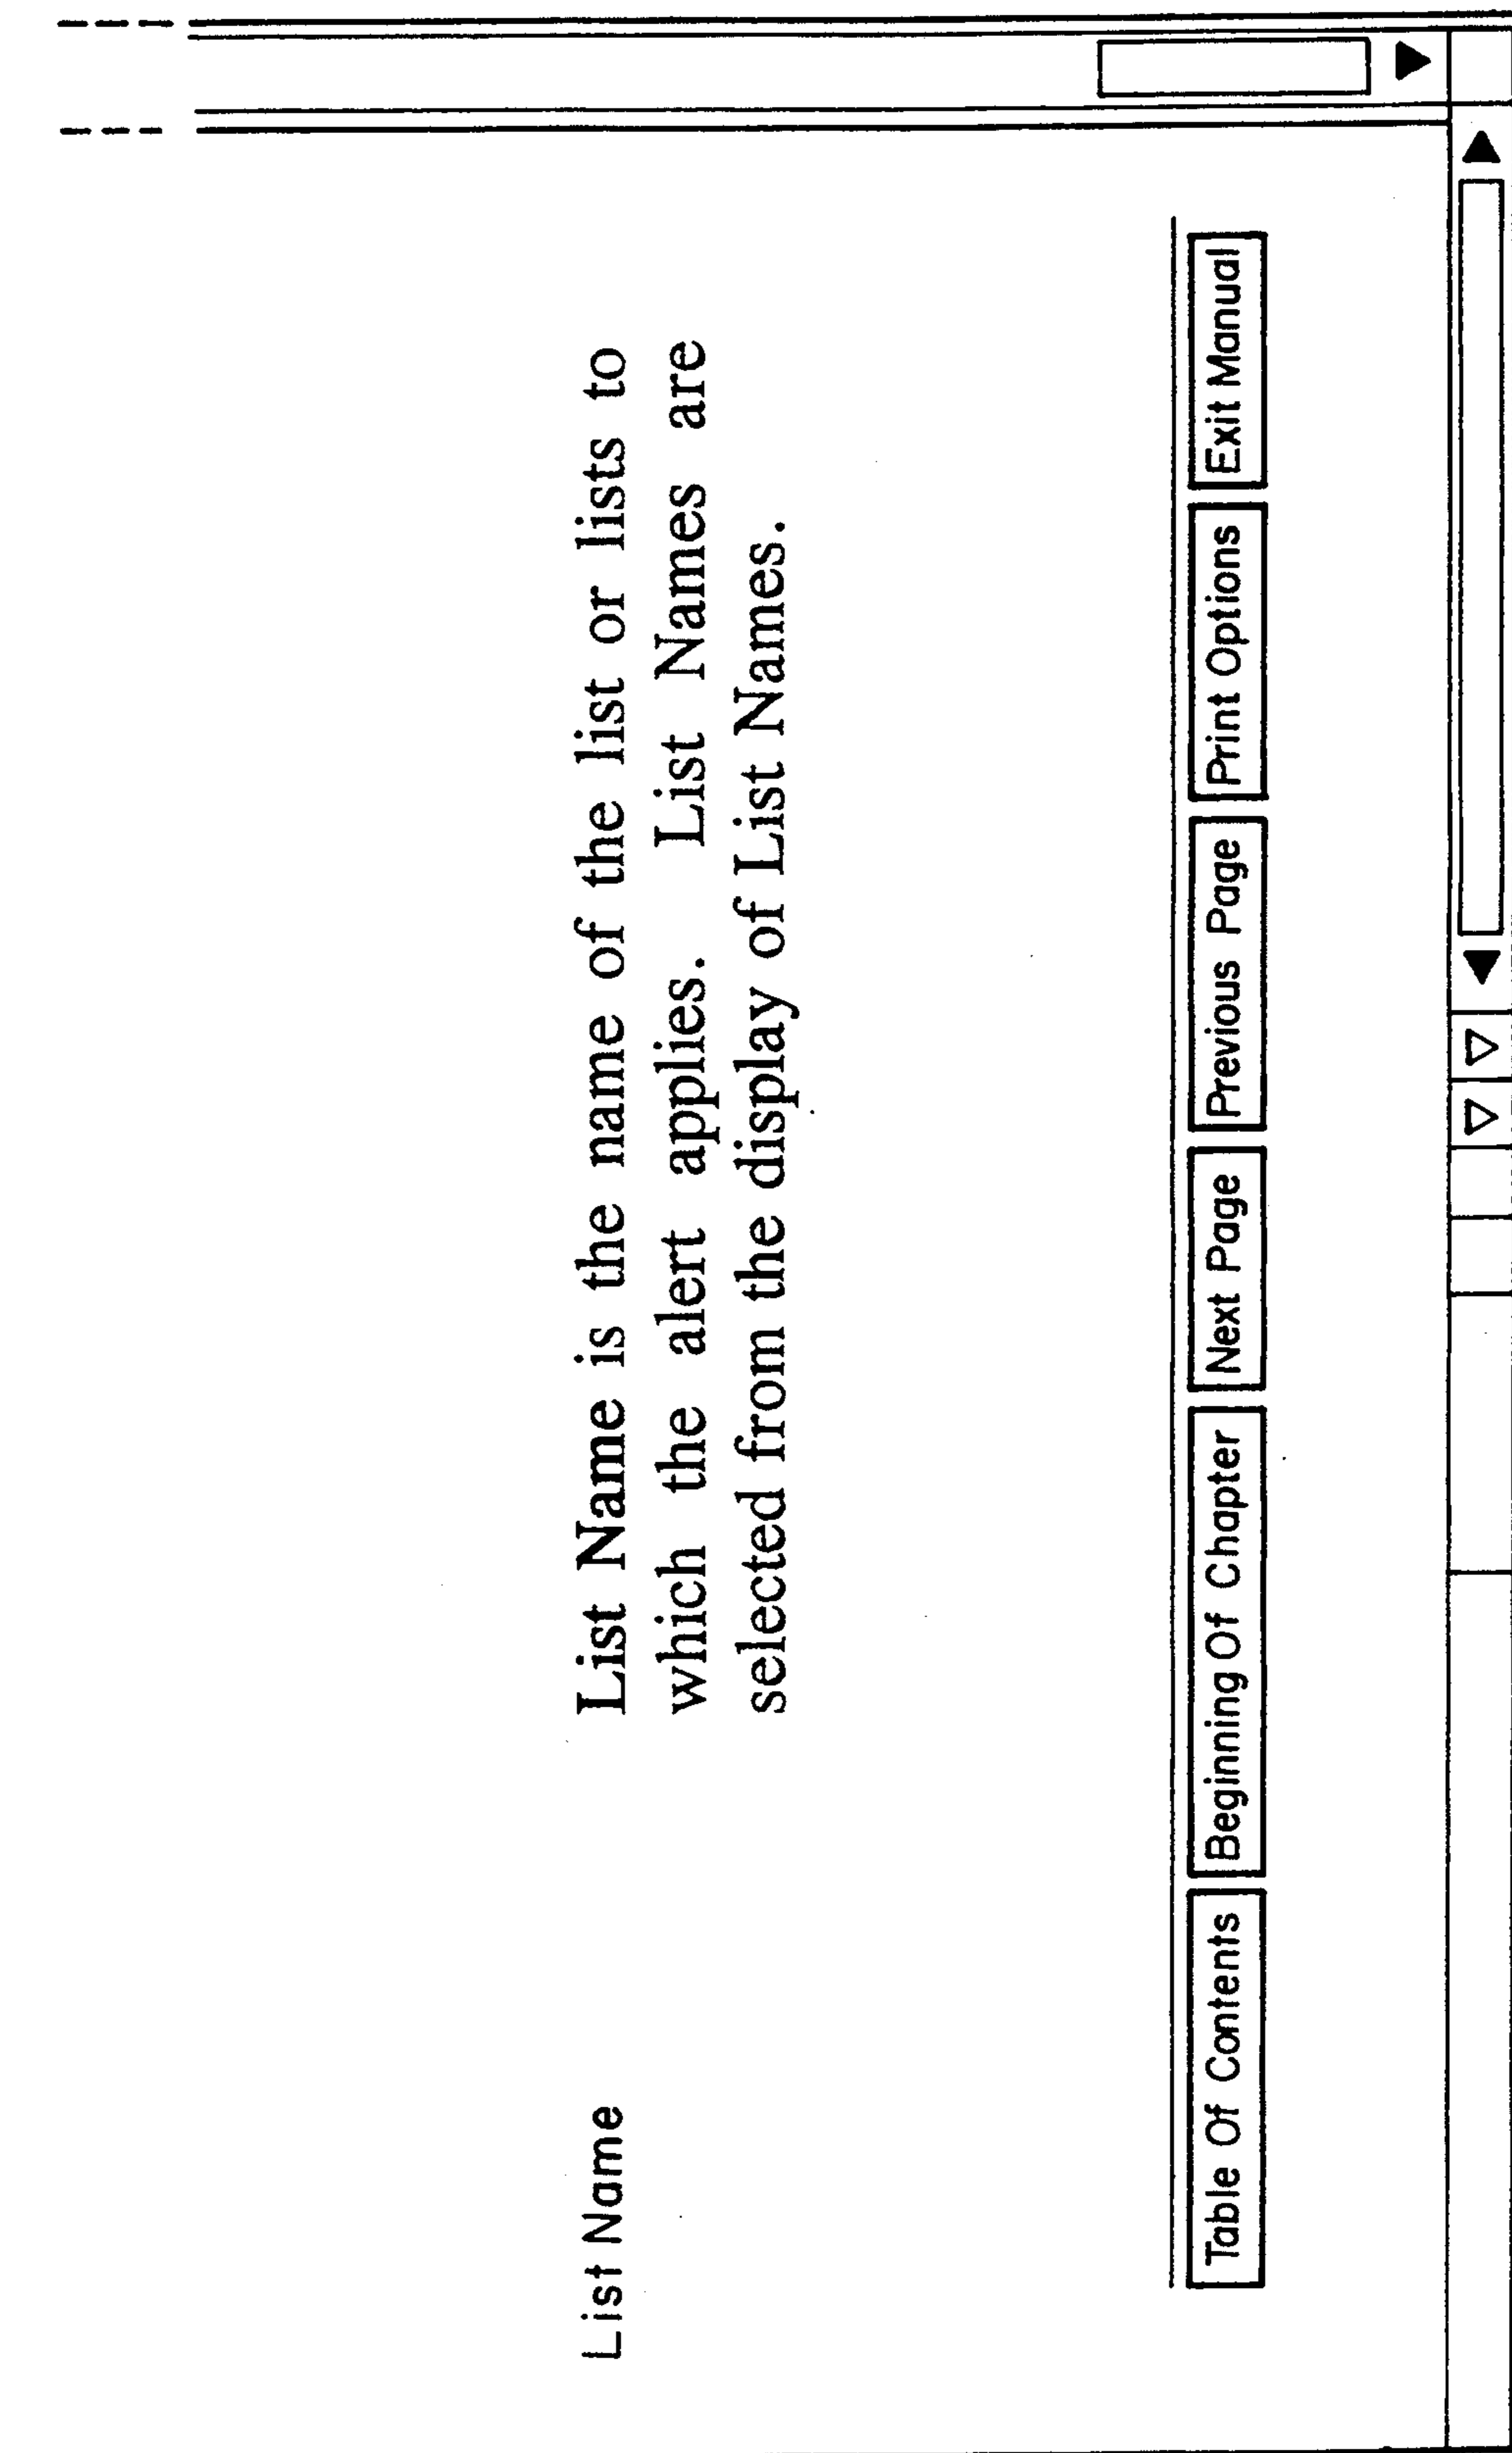 List Name
List Name is the name of the list or lists to
which the alert applies. List Names are
selected from the display of List Names.
Table Of Contents
Beginning Of Chapter
Next Page
Previous Page
Print Options
Exit Manual